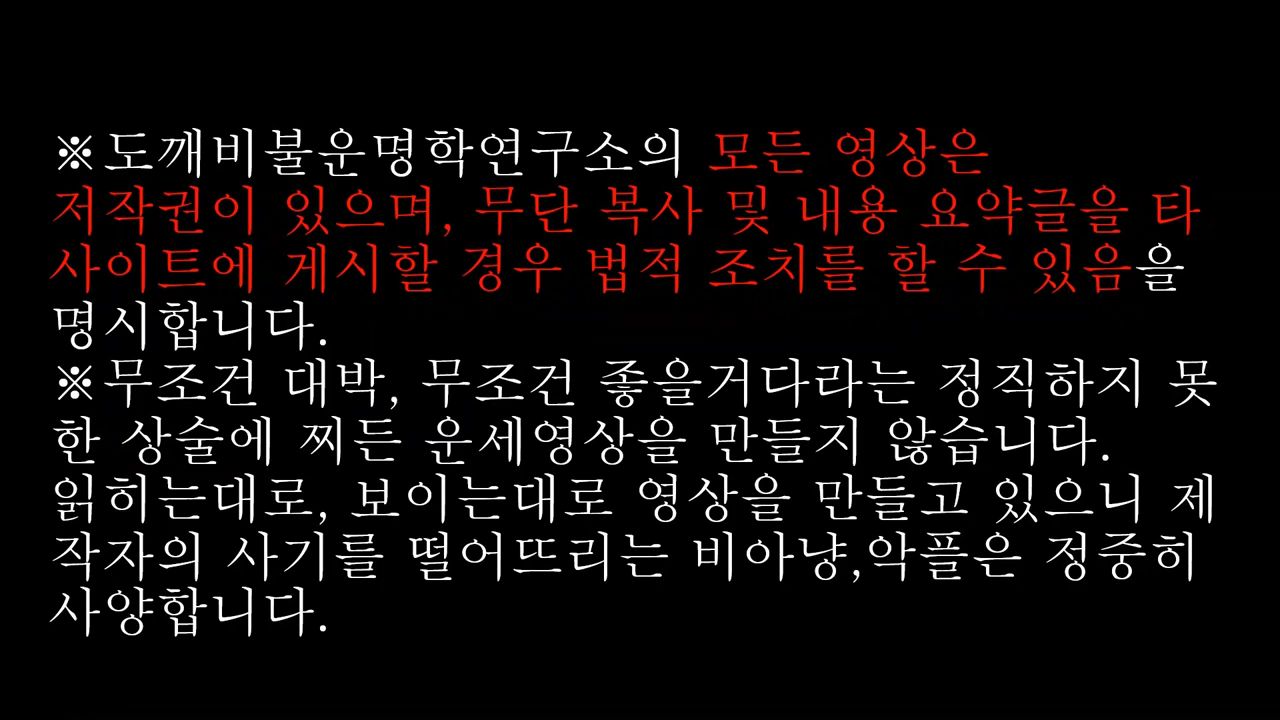 ※도깨비불운명학연구소의 모든 영상은
저작권이 있으며, 무단 복사 및 내용 요약글을 타
사이트에 게시할 경우 법적 조치를 할 수 있음을
명시합니다.
※무조건 대박, 무조건 좋을거다라는 정직하지 못
한 상술에 찌든 운세영상을 만들지 않습니다.
읽히는대로, 보이는대로 영상을 만들고 있으니 제
작자의 사기를 떨어뜨리는 비아냥,악플은 정중히
사양합니다.